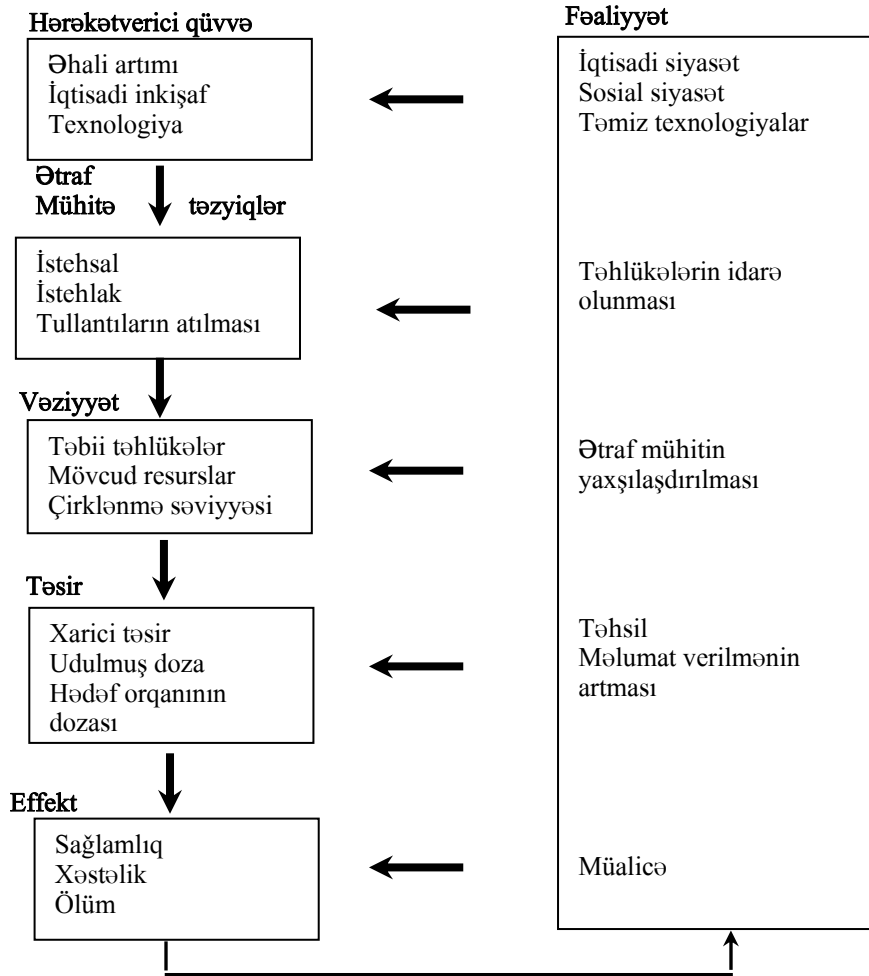 Hərəkətverici qüvvə
Əhali artımı
İqtisadi inkişaf
Texnologiya
Ətraf
Mühitə təzyiqlər
İstehsal
İstehlak
Tullantıların atılması
Vəziyyət
Təbii təhlükələr
Mövcud resurslar
Çirklənmə səviyyəsi
Təsir
Xarici təsir
Udulmuş doza
Hədəf orqanının
dozası
Effekt
Sağlamlıq
Xəstəlik
Ölüm
Fəaliyyət
İqtisadi siyasət
Sosial siyasət
Təmiz texnologiyalar
Təhlükələrin idarə
olunması
Ətraf mühitin
yaxşılaşdırılması
Təhsil
Məlumat verilmənin
artması
Müalicə